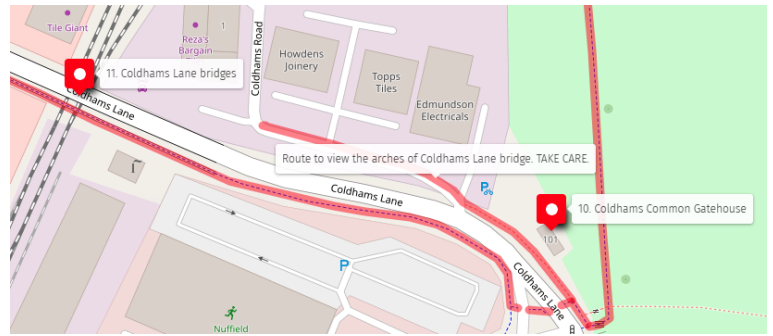 Tile Giant
Reza's
Bargain
1
11. Coldhams Lane bridges
Coldhams Lane
Coldhams Road
Howdens
Joinery
Topps
Tiles
Edmundson
Electricals
Route to view the arches of Coldhams Lane bridge. TAKE CARE.
P
Coldhams Lane
10. Coldhams Common Gatehouse
101
P
Coldhams Lane
Nuffield